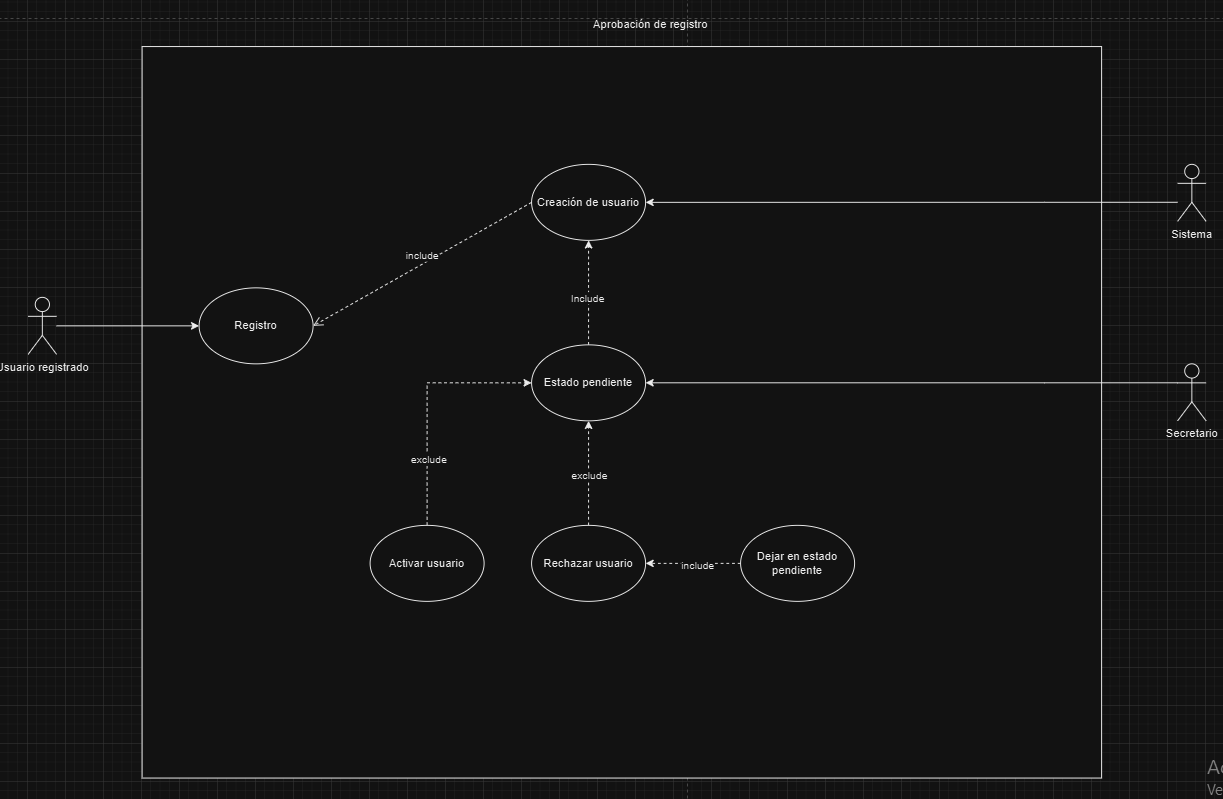 Aprobación de registro
Creación de usuario
Sistema
include
Include
Registro
Usuario registrado
Estado pendiente
Secretario
exclude
exclude
Activar usuario
Rechazar usuario
include
Dejar en estado
pendiente